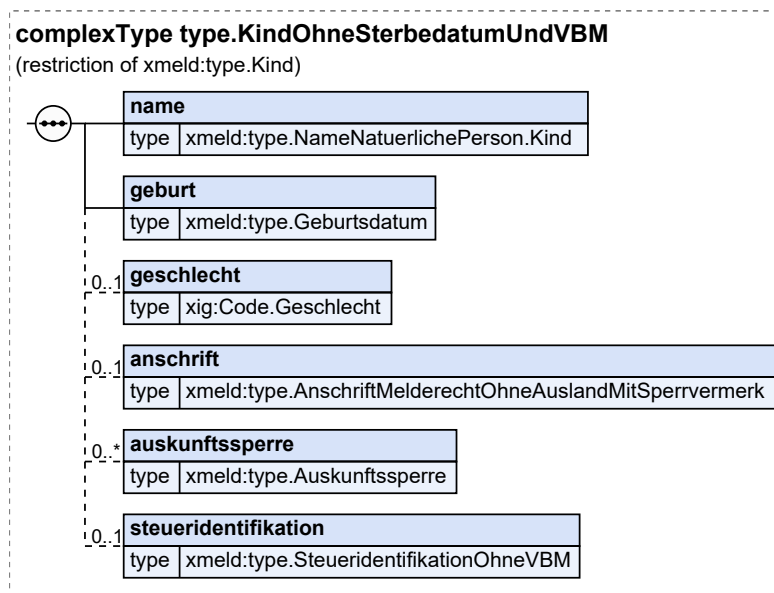 complexType type.KindOhneSterbedatumUndVBM
(restriction of xmeld:type.Kind)
name
type xmeld:type.NameNatuerlichePerson.Kind
geburt
type xmeld:type.Geburtsdatum
0..1 geschlecht
type xig:Code.Geschlecht
0..1 anschrift
type xmeld:type.AnschriftMelderechtOhneAuslandMitSperrvermerk
0..* auskunftssperre
type xmeld:type.Auskunftssperre
0..1 steueridentifikation
type xmeld:type.SteueridentifikationOhneVBM